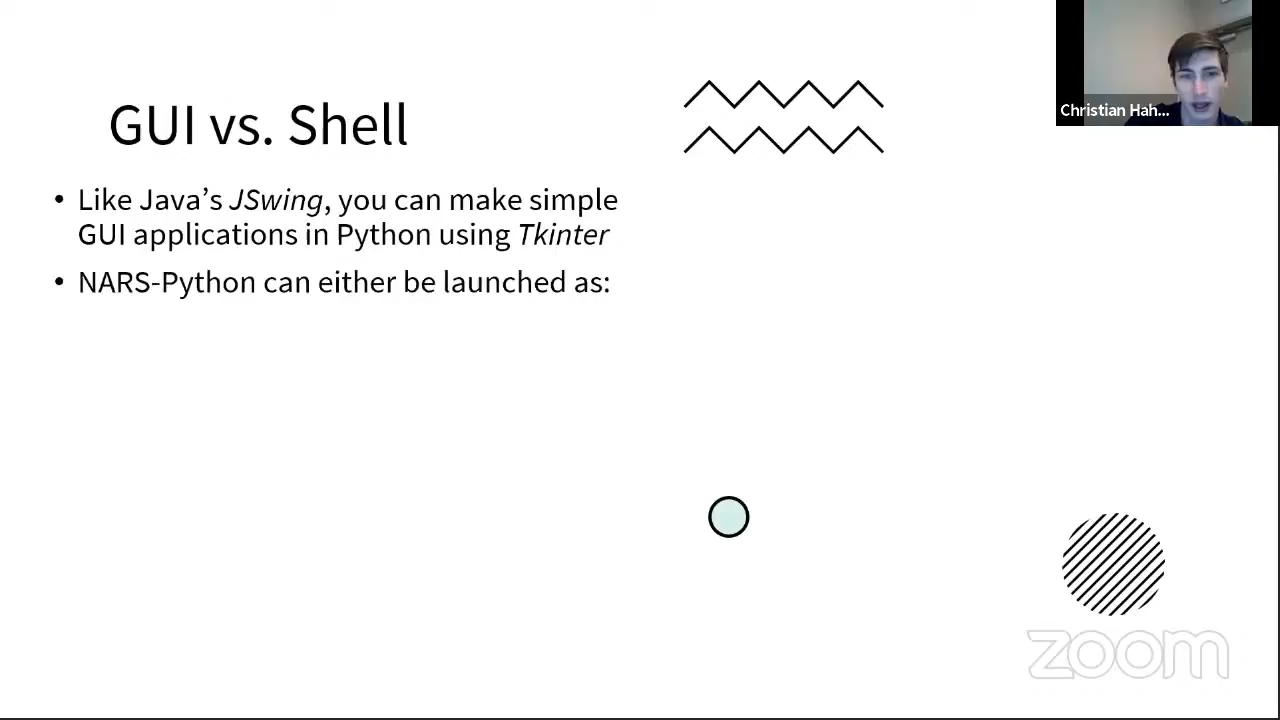 GUI vs. Shell
• Like Java's JSwing, you can make simple
GUI applications in Python using Tkinter
• NARS-Python can either be launched as:
Christian Hah...
zoom